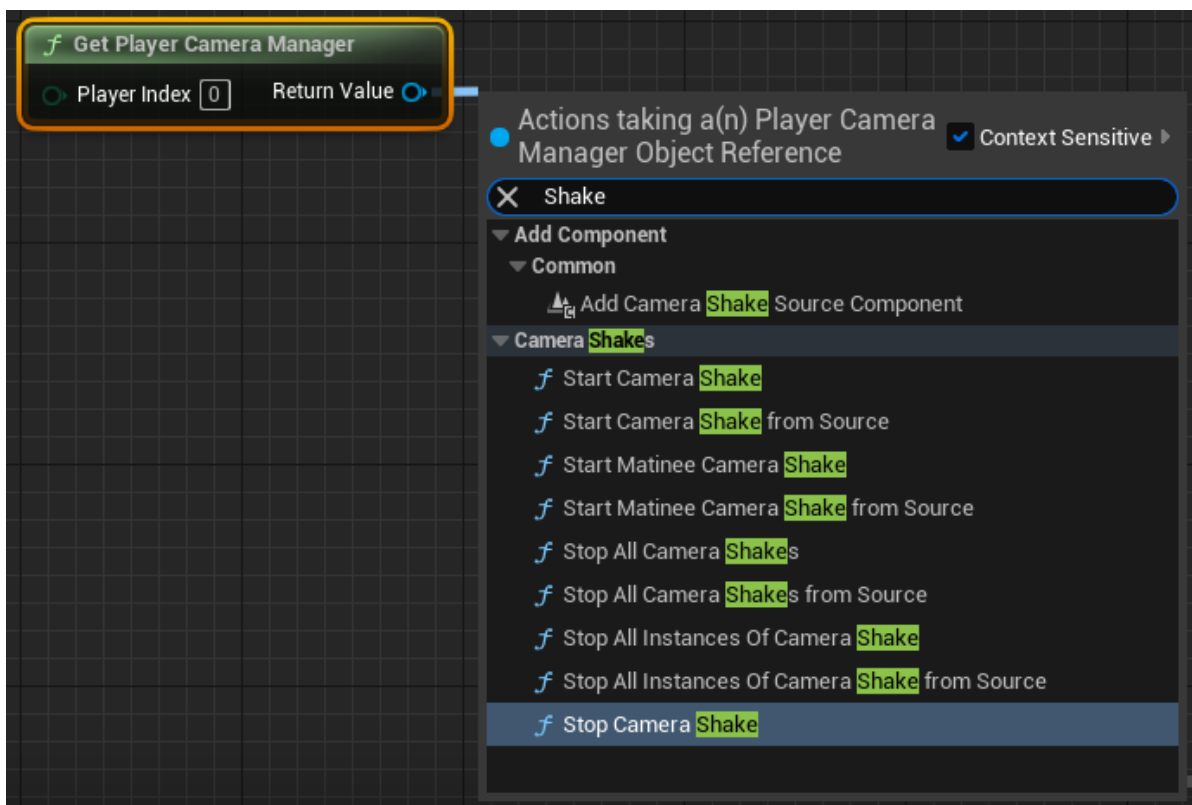 f Get Player Camera Manager
Player Index 0 Return Value
Actions taking a(n) Player Camera
Manager Object Reference
Context Sensitive
Shake
Add Component
Common
Add Camera Shake Source Component
Camera Shakes
f Start Camera Shake
f Start Camera Shake from Source
f Start Matinee Camera Shake
f Start Matinee Camera Shake from Source
f Stop All Camera Shakes
f Stop All Camera Shakes from Source
f Stop All Instances Of Camera Shake
f Stop All Instances Of Camera Shake from Source
f Stop Camera Shake